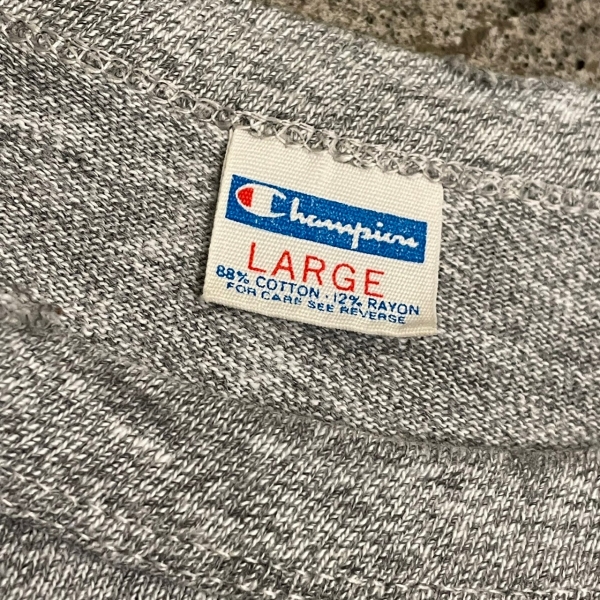 Champion
LARGE
88% COTTON · 12% RAYON
FOR CARE SEE REVERSE